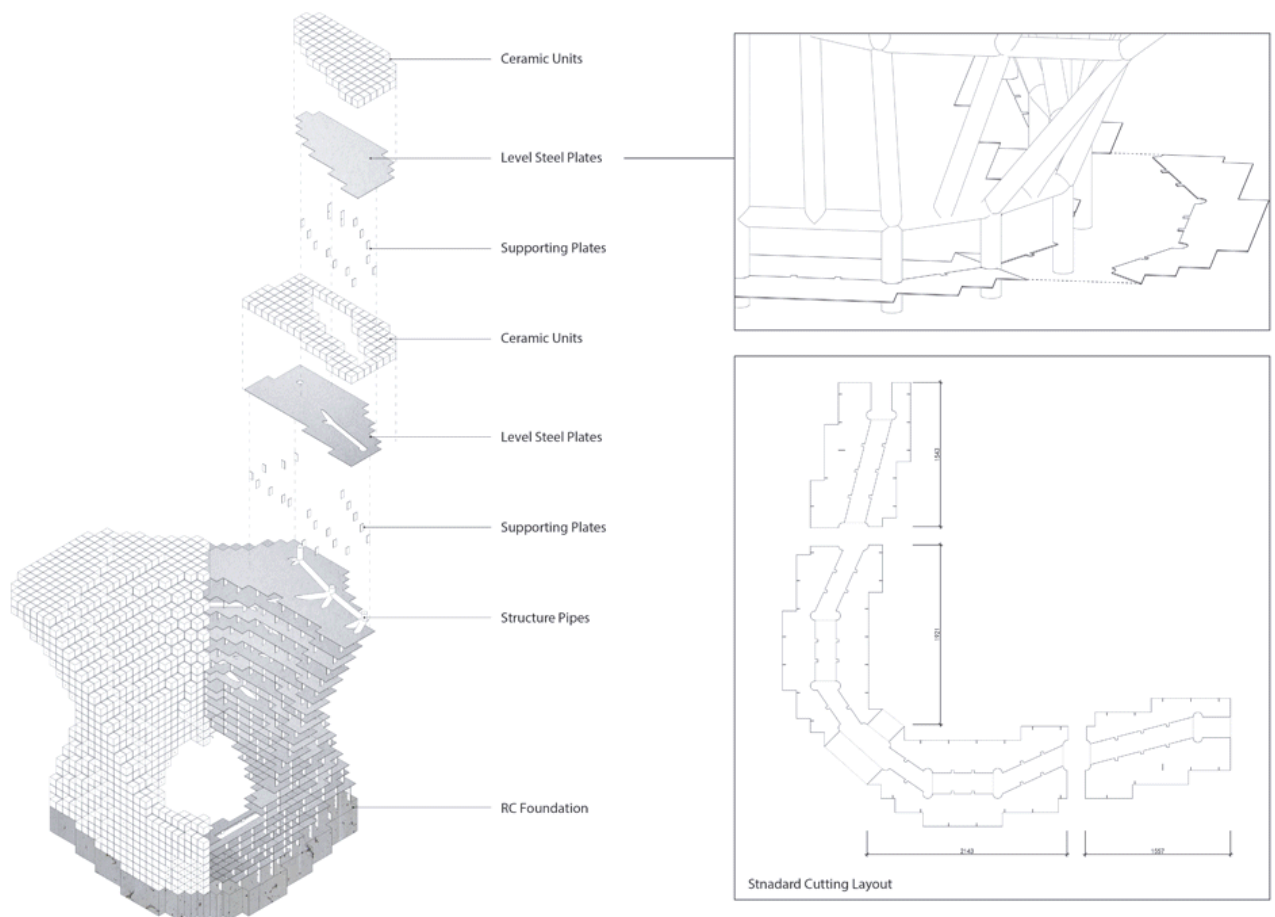 Ceramic Units
Level Steel Plates
Supporting Plates
Ceramic Units
Level Steel Plates
Supporting Plates
Structure Pipes
RC Foundation
1543
1921
2143
1557
Stnadard Cutting Layout